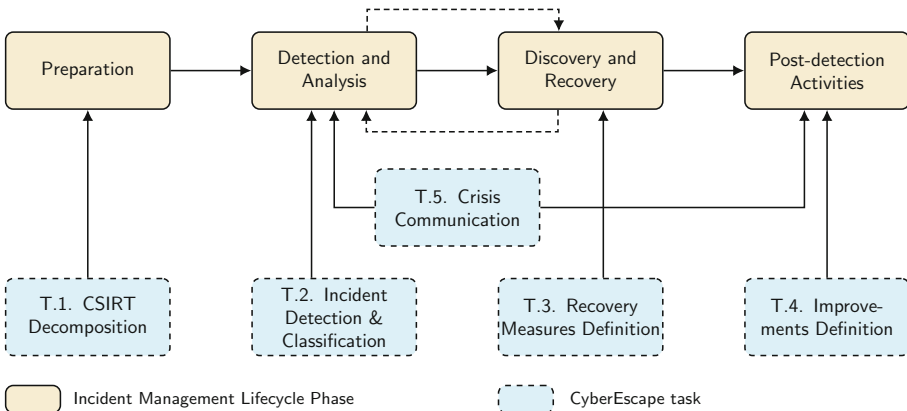 Preparation
Detection and
Analysis
Discovery and
Recovery
Post-detection
Activities
T.5. Crisis
Communication
T.1. CSIRT
Decomposition
T.2. Incident
Detection &
Classification
T.3. Recovery
Measures Definition
T.4. Improve-
ments Definition
Incident Management Lifecycle Phase
CyberEscape task